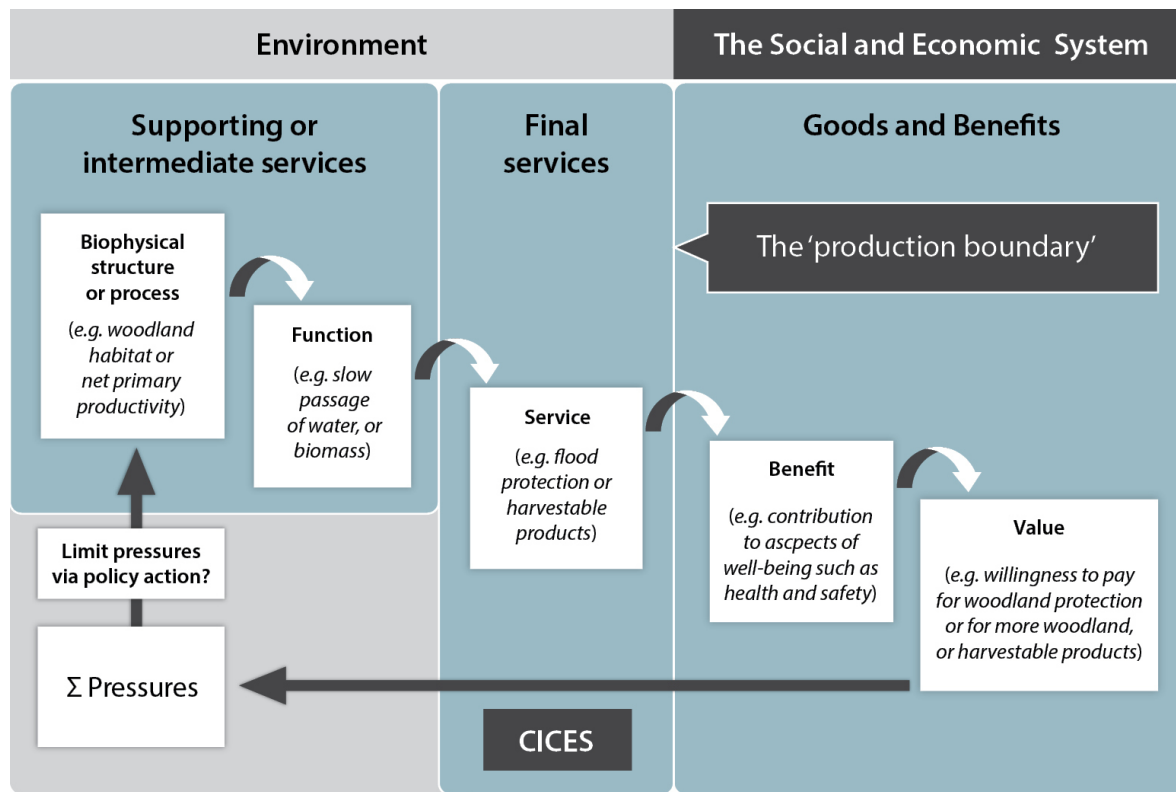 Environment
The Social and Economic System
Supporting or
intermediate services
Final
services
Goods and Benefits
The ‘production boundary’
Biophysical
structure
or process
(e.g. woodland
habitat or
net primary
productivity)
Function
(e.g. slow
passage
of water, or
biomass)
Service
(e.g. flood
protection or
harvestable
products)
Benefit
(e.g. contribution
to ascpects of
well-being such as
health and safety)
Value
(e.g. willingness to pay
for woodland protection
or for more woodland,
or harvestable products)
Limit pressures
via policy action?
Σ Pressures
CICES